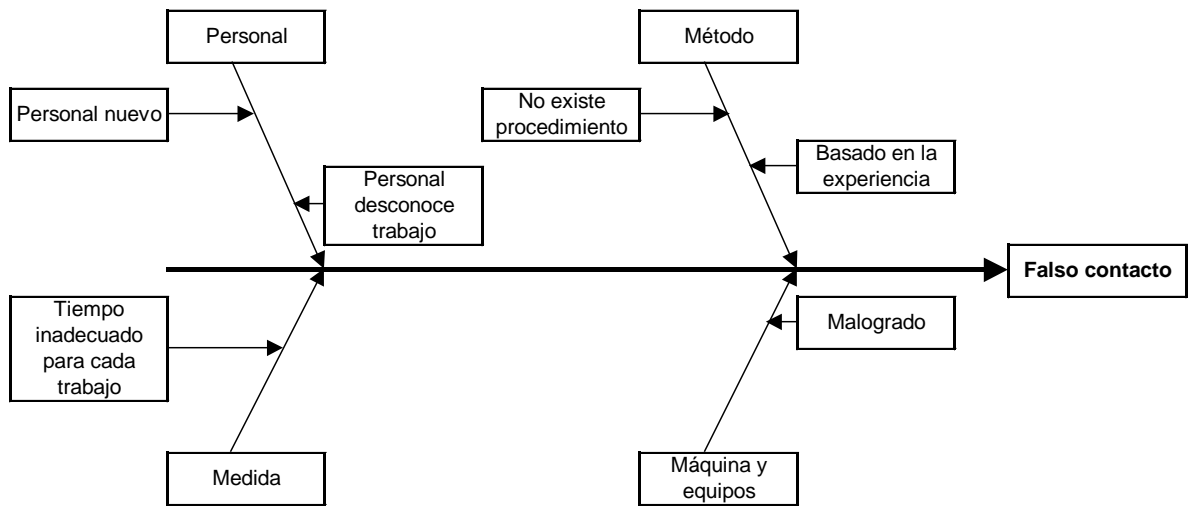 Personal
Método
Personal nuevo
No existe
procedimiento
Basado en la
experiencia
Personal
desconoce
trabajo
Falso contacto
Tiempo
inadecuado
para cada
trabajo
Malogrado
Medida
Máquina y
equipos